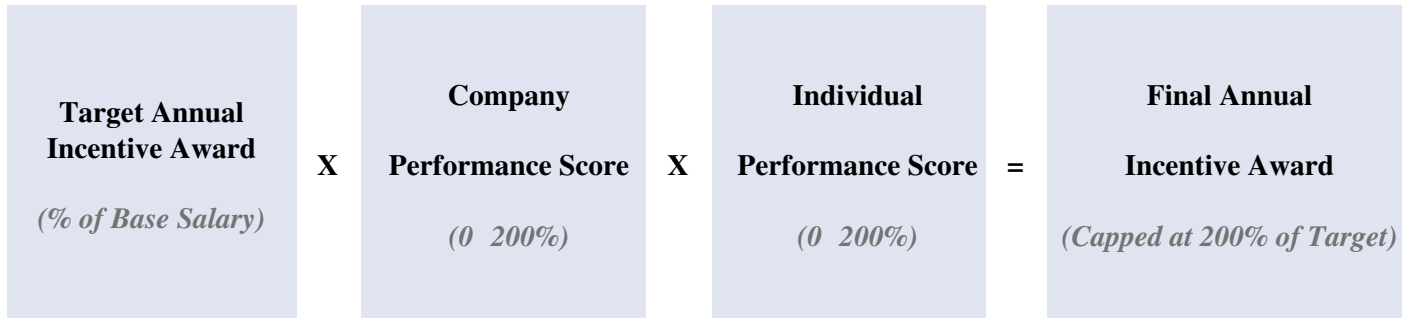 Target Annual
Incentive Award
(% of Base Salary)
X
Company
Performance Score
(0 200%)
X
Individual
Performance Score
(0 200%)
=
Final Annual
Incentive Award
(Capped at 200% of Target)